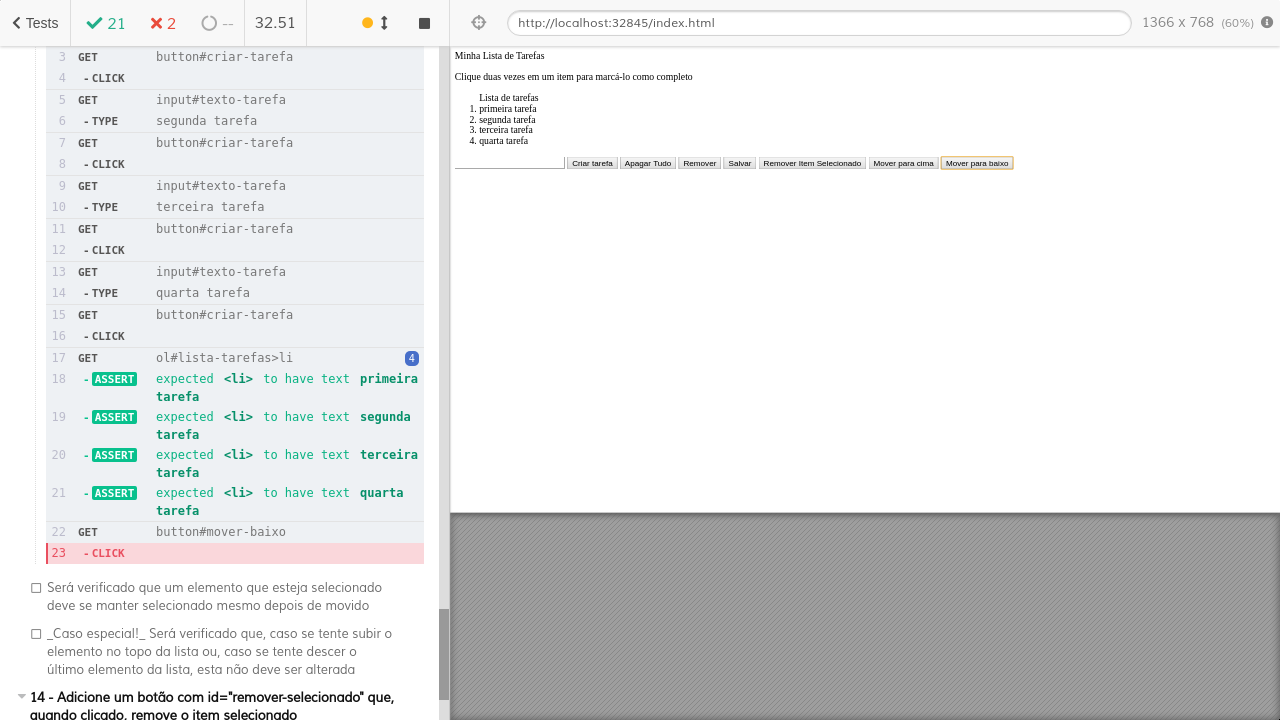 Tests 21 2 -- 32.51 http://localhost:32845/index.html 1366 x 768 (60%)
3 GET button#criar-tarefa
4 - CLICK
5 GET input#texto-tarefa
6 - TYPE segunda tarefa
7 GET button#criar-tarefa
8 - CLICK
9 GET input#texto-tarefa
10 - TYPE terceira tarefa
11 GET button#criar-tarefa
12 - CLICK
13 GET input#texto-tarefa
14 - TYPE quarta tarefa
15 GET button#criar-tarefa
16 - CLICK
17 GET ol#lista-tarefas>li 4
18 - ASSERT expected <li> to have text primeira
tarefa
19 - ASSERT expected <li> to have text segunda
tarefa
20 - ASSERT expected <li> to have text terceira
tarefa
21 - ASSERT expected <li> to have text quarta
tarefa
22 GET button#mover-baixo
23 - CLICK
Será verificado que um elemento que esteja selecionado
deve se manter selecionado mesmo depois de movido
_Caso especial!_ Será verificado que, caso se tente subir o
elemento no topo da lista ou, caso se tente descer o
último elemento da lista, esta não deve ser alterada
14 - Adicione um botão com id="remover-selecionado" que,
quando clicado, remove o item selecionado
Minha Lista de Tarefas
Clique duas vezes em um item para marcá-lo como completo
Lista de tarefas
1. primeira tarefa
2. segunda tarefa
3. terceira tarefa
4. quarta tarefa
Criar tarefa Apagar Tudo Remover Salvar Remover Item Selecionado Mover para cima Mover para baixo